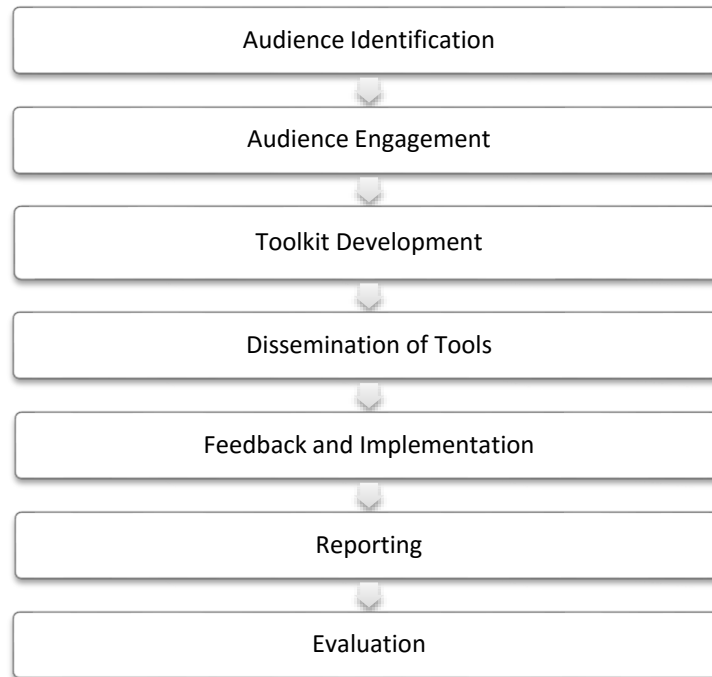 Audience Identification
Audience Engagement
Toolkit Development
Dissemination of Tools
Feedback and Implementation
Reporting
Evaluation